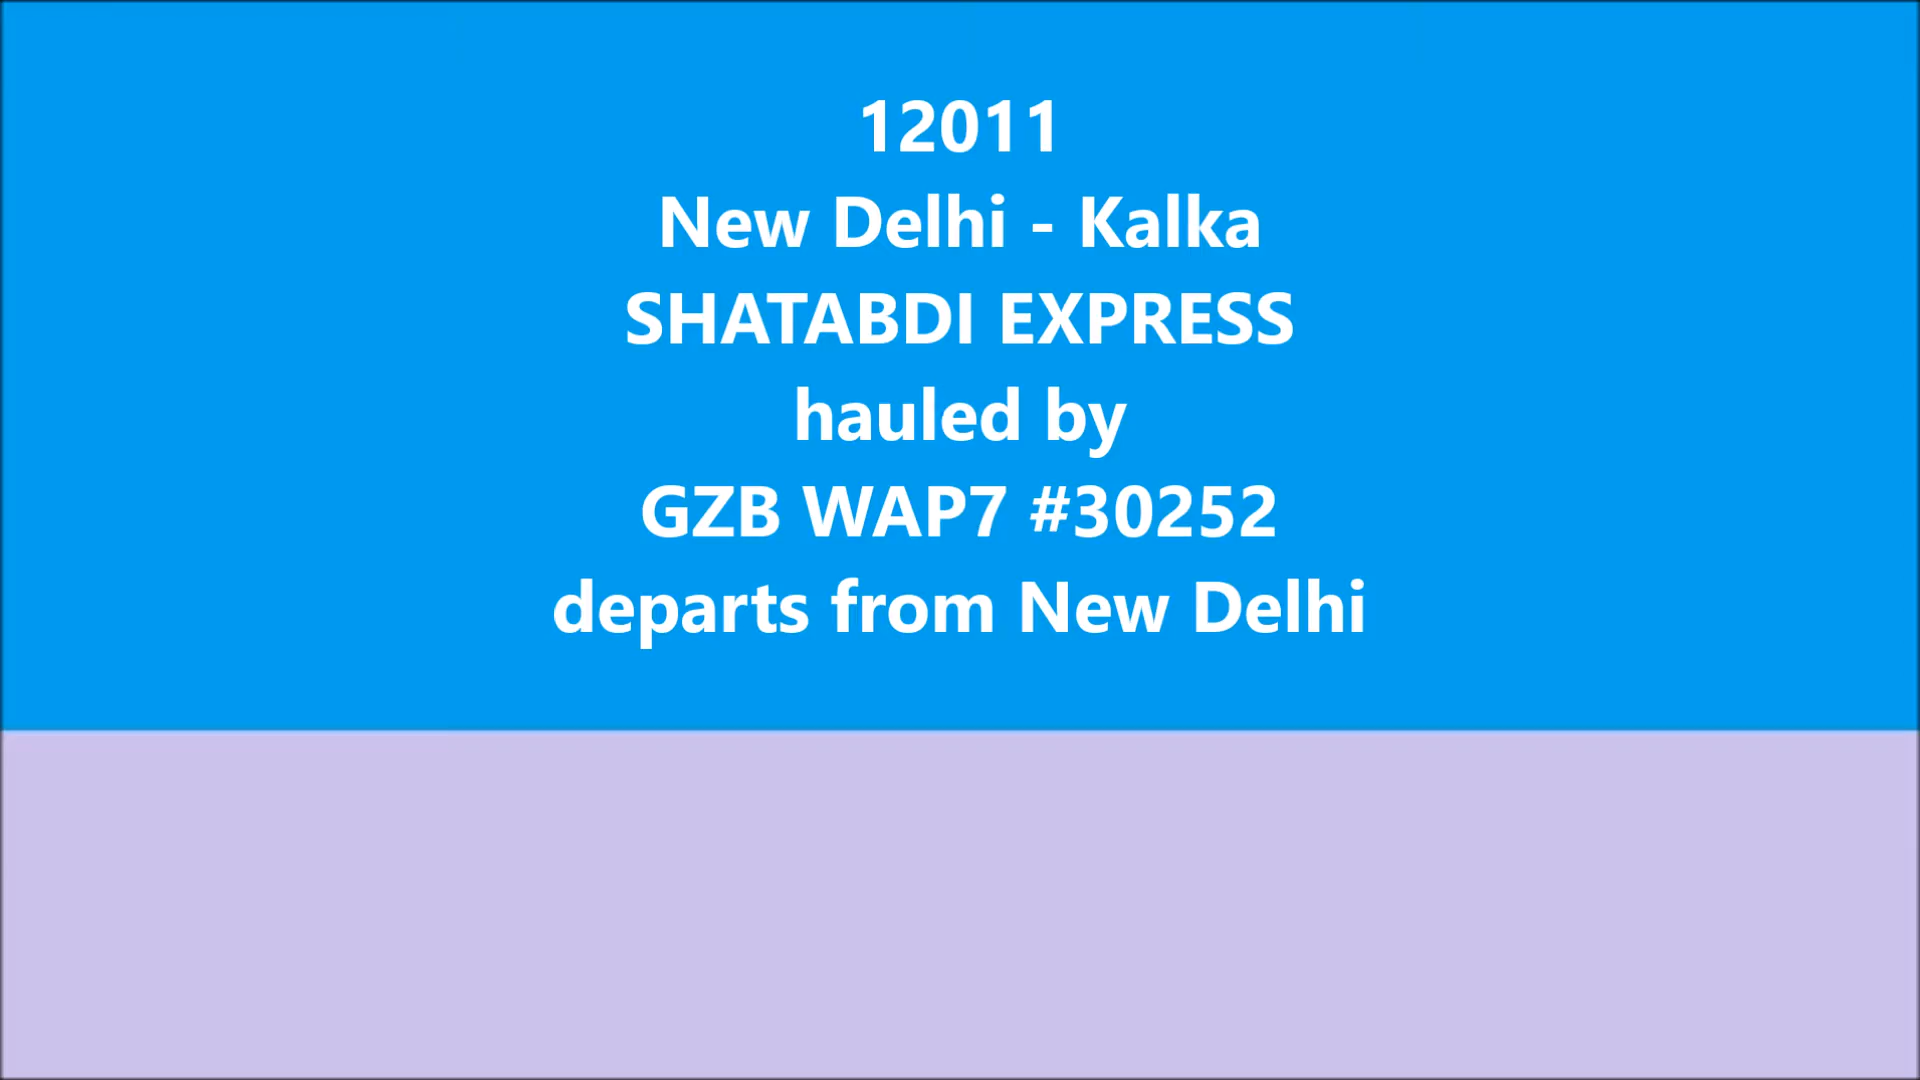 12011
New Delhi - Kalka
SHATABDI EXPRESS
hauled by
GZB WAP7 #30252
departs from New Delhi